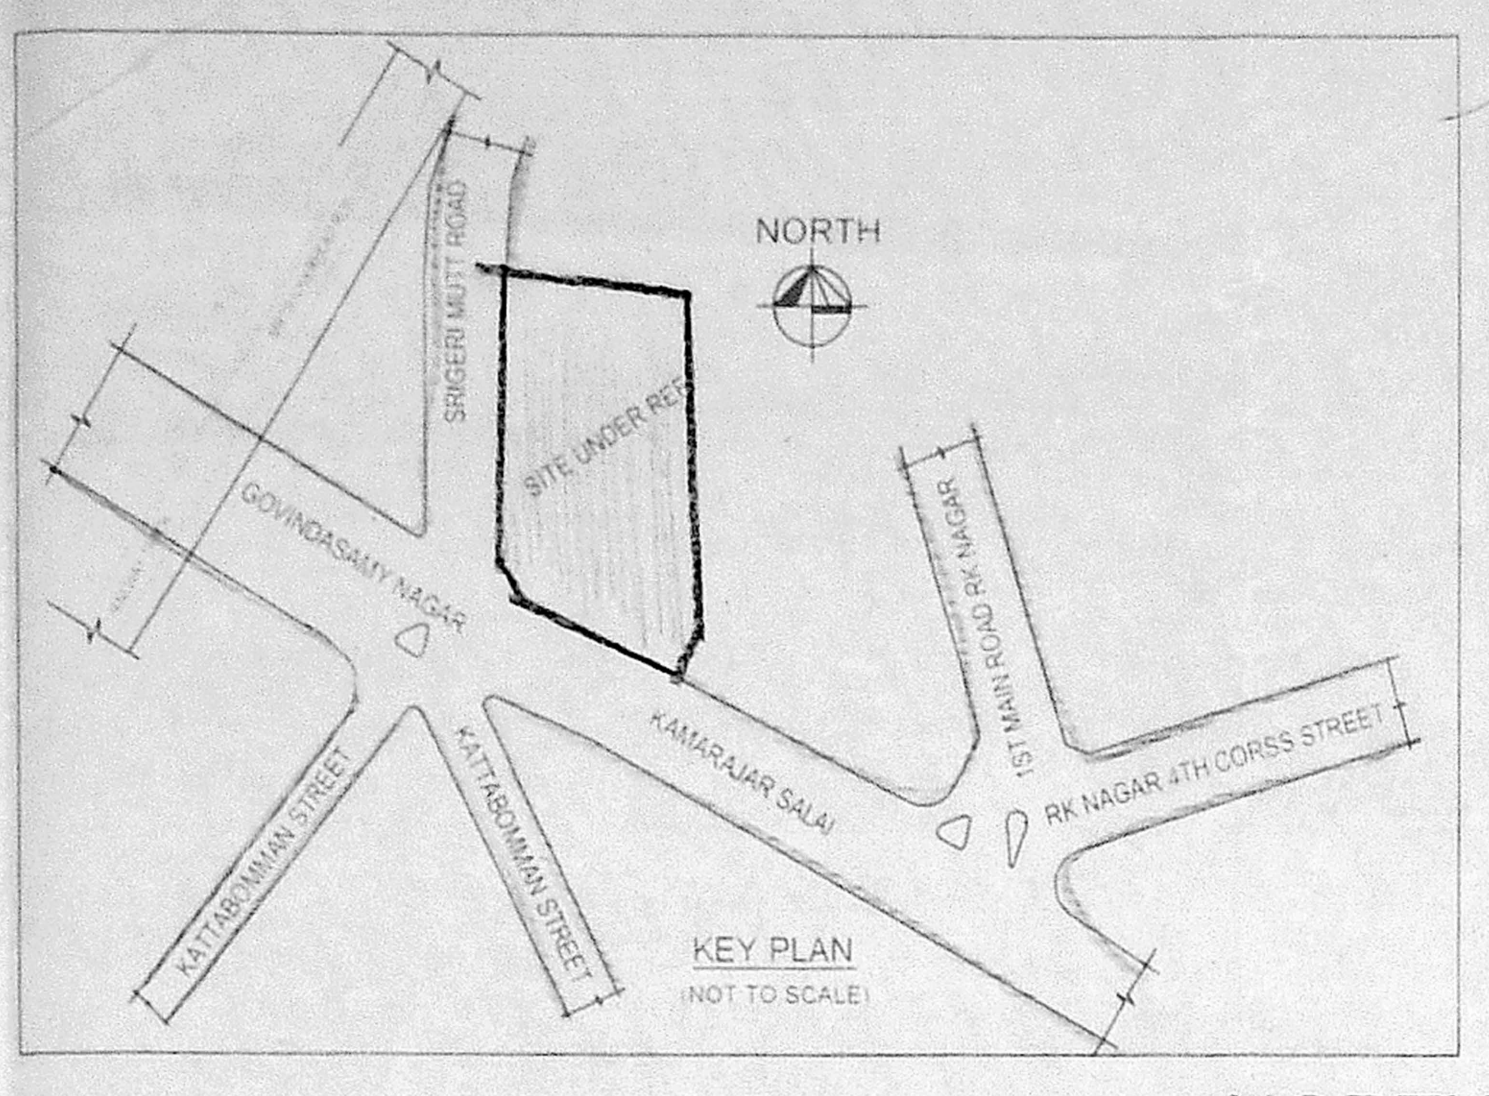 SRIGERI MUTT ROAD
NORTH
SITE UNDER REF
GOVINDASAMY NAGAR
KAMARAJAR SALAI
1ST MAIN ROAD RK NAGAR
RK NAGAR 4TH CORSS STREET
KATTABOMMAN STREET
KATTABOMMAN STREET
KEY PLAN
(NOT TO SCALE)